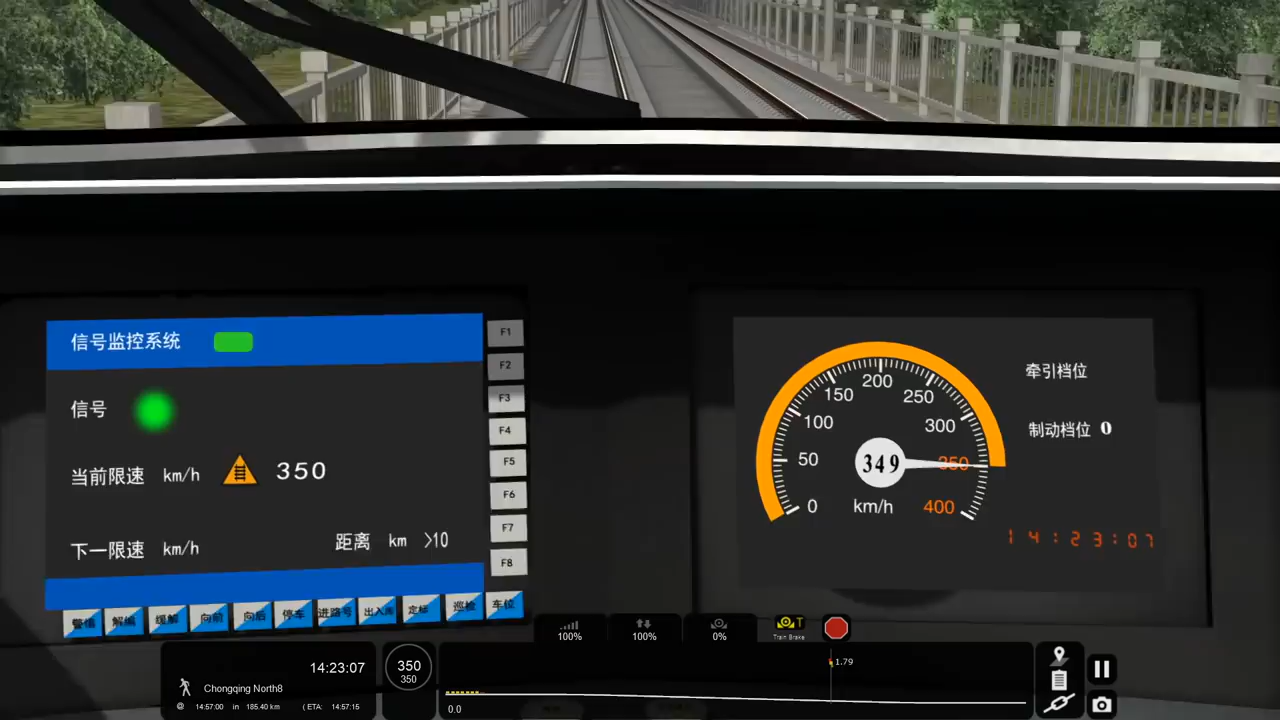 信号监控系统
信号
当前限速 km/h 350
下一限速 km/h
距离 km >10
F1
F2
F3
F4
F5
F6
F7
F8
警惕 解编 缓解 向前 向后 停车 进路号 出入库 定标 巡检 车位
0 50 100 150 200 250 300 350 400
349
km/h
牵引档位
制动档位 0
14:23:07
100%
100%
0%
T
Train Brake
14:23:07
Chongqing North8
@ 14:57:00 in 185.40 km (ETA: 14:57:15
350
350
1.79
0.0